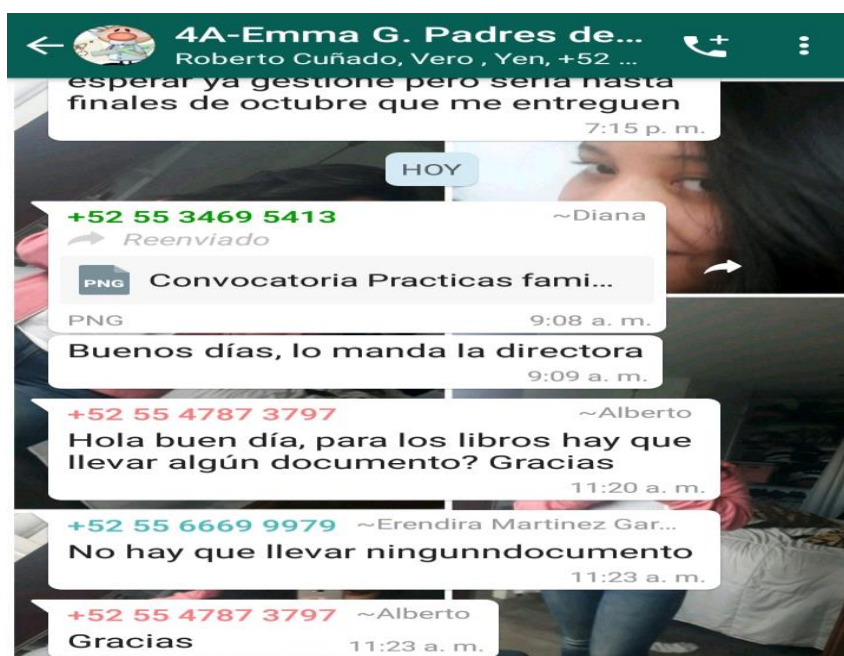 4A-Emma G. Padres de...
Roberto Cuñado, Vero , Yen, +52 ...
esperar ya gestione pero seria hasta
finales de octubre que me entreguen
7:15 p. m.
HOY
+52 55 3469 5413 ~Diana
Reenviado
PNG Convocatoria Practicas fami...
PNG 9:08 a. m.
Buenos días, lo manda la directora
9:09 a. m.
+52 55 4787 3797 ~Alberto
Hola buen día, para los libros hay que
llevar algún documento? Gracias
11:20 a. m.
+52 55 6669 9979 ~Erendira Martinez Gar...
No hay que llevar ningunndocumento
11:23 a. m.
+52 55 4787 3797 ~Alberto
Gracias 11:23 a. m.